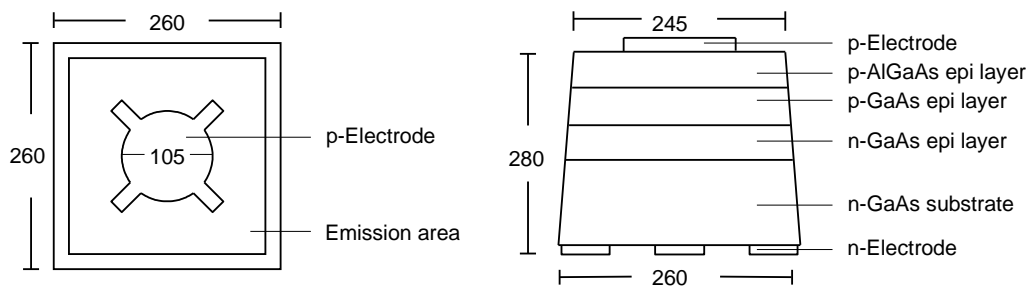 260
260
p-Electrode
105
Emission area
245
280
p-Electrode
p-AlGaAs epi layer
p-GaAs epi layer
n-GaAs epi layer
n-GaAs substrate
n-Electrode
260